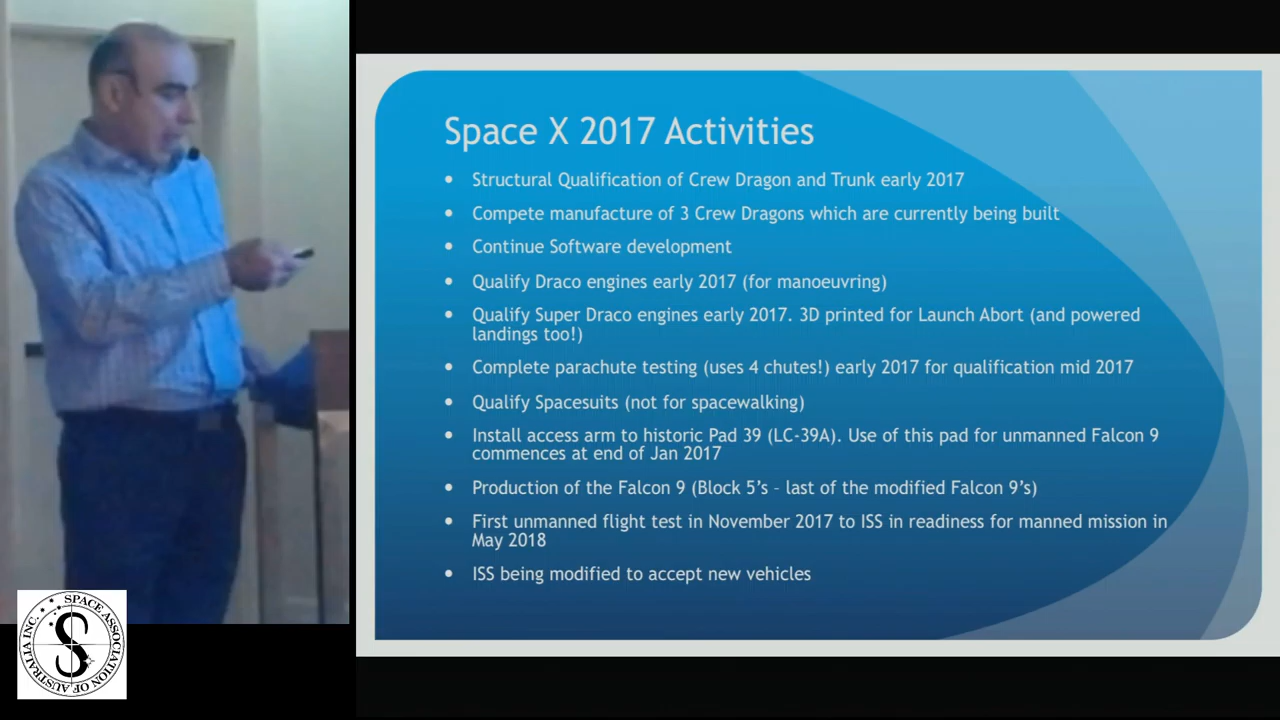 Space X 2017 Activities
• Structural Qualification of Crew Dragon and Trunk early 2017
• Compete manufacture of 3 Crew Dragons which are currently being built
• Continue Software development
• Qualify Draco engines early 2017 (for manoeuvring)
• Qualify Super Draco engines early 2017. 3D printed for Launch Abort (and powered
landings too!)
• Complete parachute testing (uses 4 chutes!) early 2017 for qualification mid 2017
• Qualify Spacesuits (not for spacewalking)
• Install access arm to historic Pad 39 (LC-39A). Use of this pad for unmanned Falcon 9
commences at end of Jan 2017
• Production of the Falcon 9 (Block 5’s – last of the modified Falcon 9’s)
• First unmanned flight test in November 2017 to ISS in readiness for manned mission in
May 2018
• ISS being modified to accept new vehicles
SPACE ASSOCIATION OF AUSTRALIA INC.
S